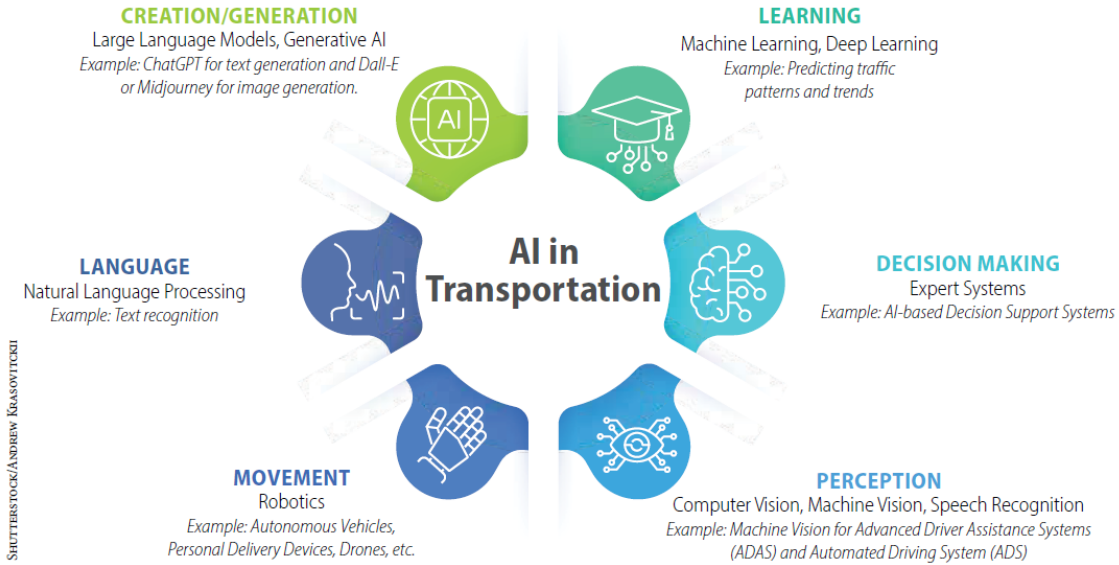 CREATION/GENERATION
Large Language Models, Generative AI
Example: ChatGPT for text generation and Dall-E
or Midjourney for image generation.
LEARNING
Machine Learning, Deep Learning
Example: Predicting traffic
patterns and trends
AI
AI in
Transportation
LANGUAGE
Natural Language Processing
Example: Text recognition
DECISION MAKING
Expert Systems
Example: AI-based Decision Support Systems
MOVEMENT
Robotics
Example: Autonomous Vehicles,
Personal Delivery Devices, Drones, etc.
PERCEPTION
Computer Vision, Machine Vision, Speech Recognition
Example: Machine Vision for Advanced Driver Assistance Systems
(ADAS) and Automated Driving System (ADS)
SHUTTERSTOCK/ANDREW KRASOVITCKII